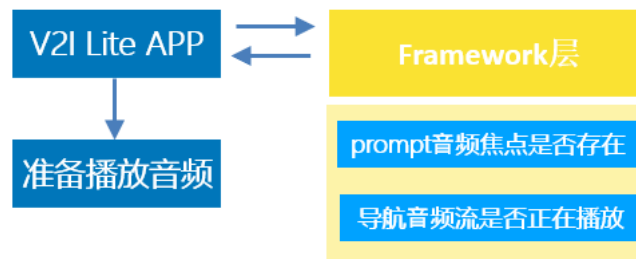 V2I Lite APP
Framework层
准备播放音频
prompt音频焦点是否存在
导航音频流是否正在播放